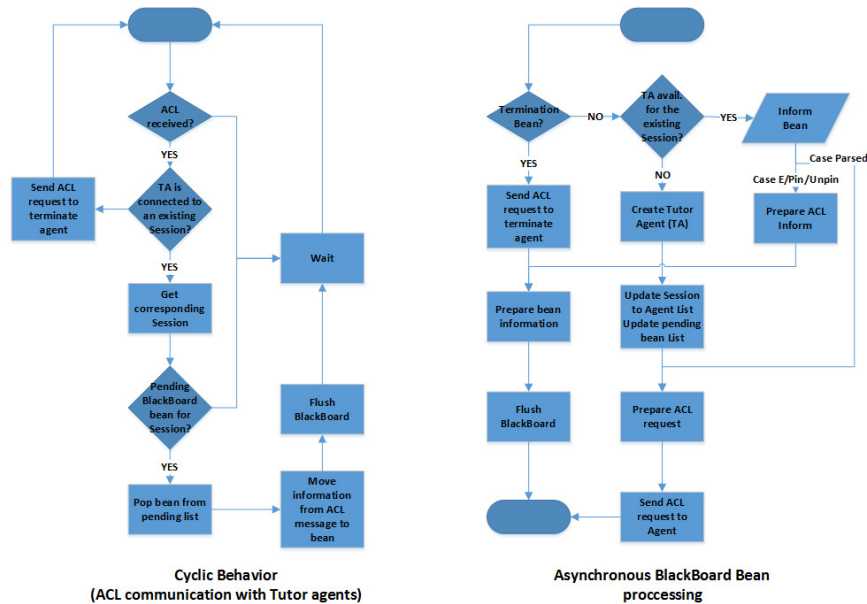 ACL
received?
YES
Send ACL
request to
terminate
agent
TA is
connected to
an existing
Session?
YES
Get
corresponding
Session
Pending
BlackBoard
bean for
Session?
YES
Pop bean from
pending list
Move
information
from ACL
message to
bean
Flush
BlackBoard
Wait
Cyclic Behavior
(ACL communication with Tutor agents)
Termination
Bean?
NO
TA avail.
for the
existing
Session?
YES
Inform
Bean
Case Parsed
Case E/Pin/Unpin
YES
NO
Send ACL
request to
terminate
agent
Create Tutor
Agent (TA)
Prepare ACL
Inform
Prepare bean
information
Update Session
to Agent List
Update pending
bean List
Flush
BlackBoard
Prepare ACL
request
Send ACL
request to
Agent
Asynchronous BlackBoard Bean
proccessing